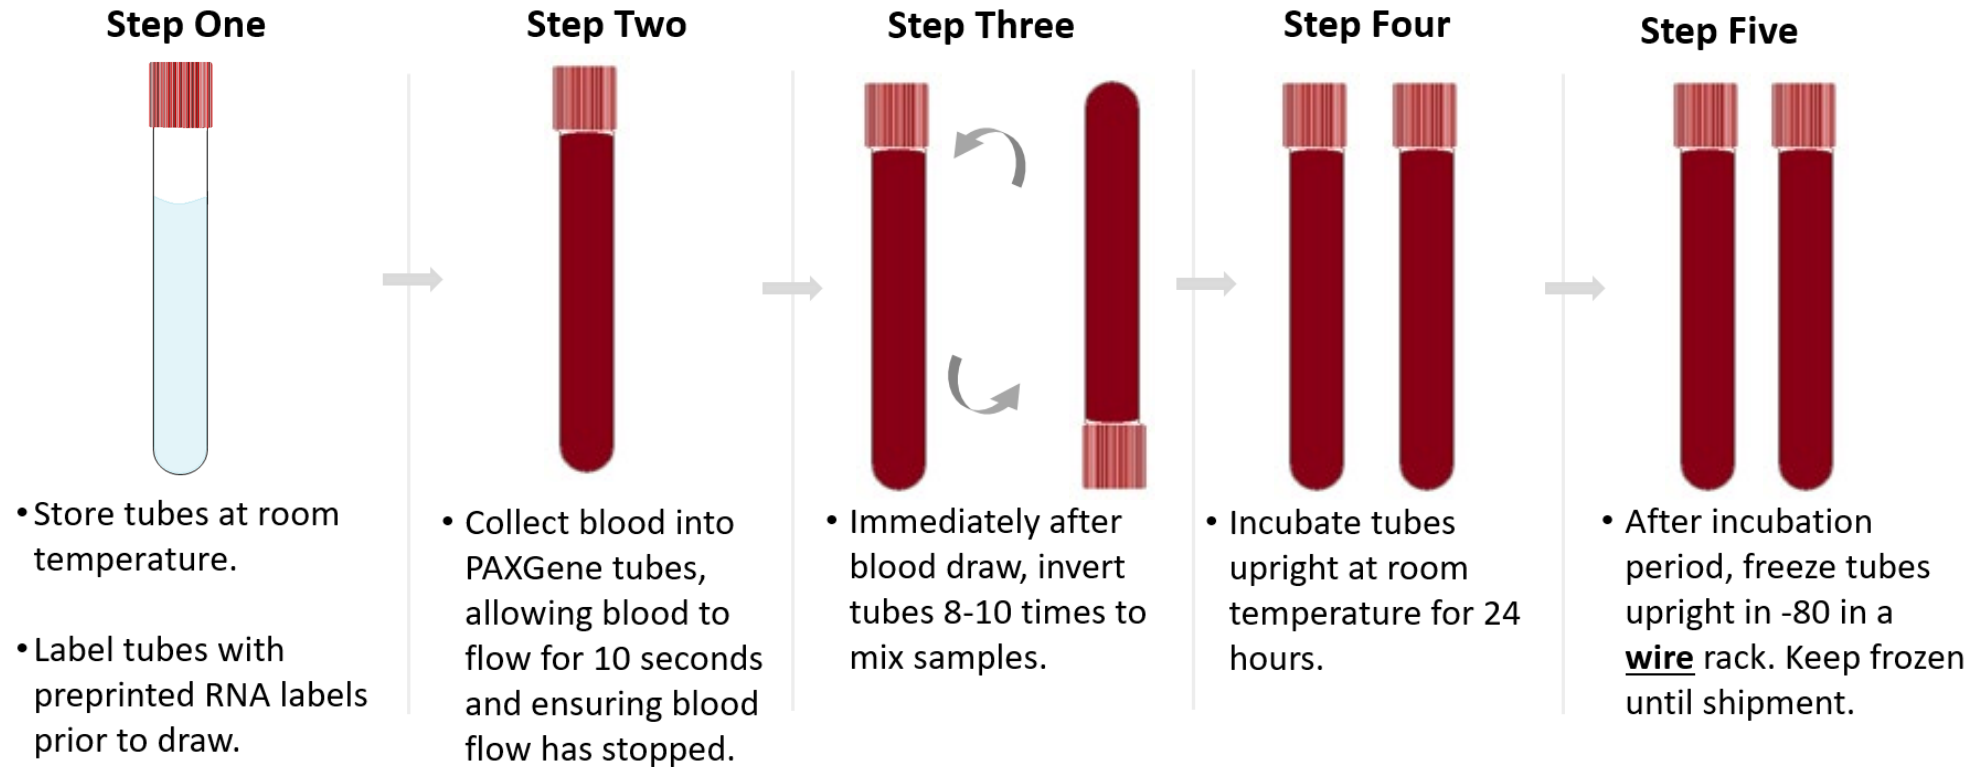 Step One
• Store tubes at room
temperature.
• Label tubes with
preprinted RNA labels
prior to draw.
Step Two
• Collect blood into
PAXGene tubes,
allowing blood to
flow for 10 seconds
and ensuring blood
flow has stopped.
Step Three
• Immediately after
blood draw, invert
tubes 8-10 times to
mix samples.
Step Four
• Incubate tubes
upright at room
temperature for 24
hours.
Step Five
• After incubation
period, freeze tubes
upright in -80 in a
wire rack. Keep frozen
until shipment.